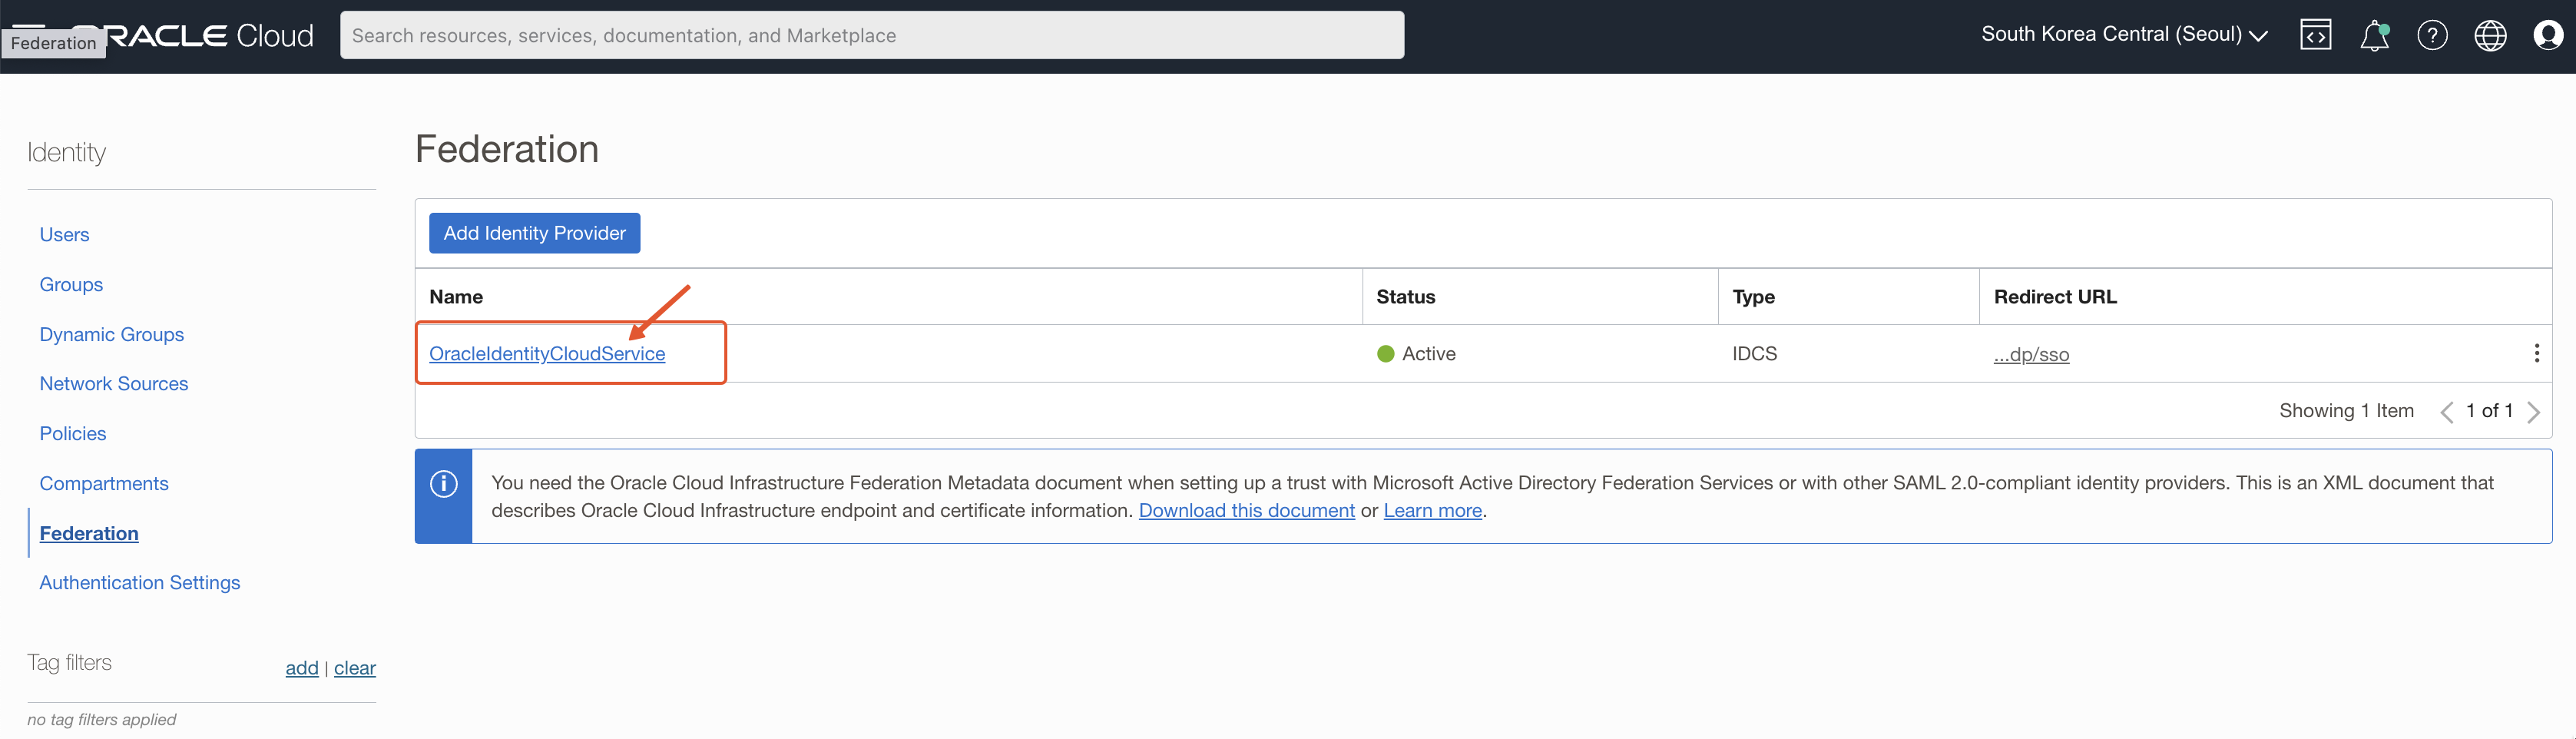 Federation
ORACLE Cloud
Search resources, services, documentation, and Marketplace
South Korea Central (Seoul)
Identity
Users
Groups
Dynamic Groups
Network Sources
Policies
Compartments
Federation
Authentication Settings
Tag filters
add | clear
no tag filters applied
Federation
Add Identity Provider
Name Status Type Redirect URL
OracleIdentityCloudService Active IDCS ...dp/sso
Showing 1 Item 1 of 1
You need the Oracle Cloud Infrastructure Federation Metadata document when setting up a trust with Microsoft Active Directory Federation Services or with other SAML 2.0-compliant identity providers. This is an XML document that
describes Oracle Cloud Infrastructure endpoint and certificate information. Download this document or Learn more.